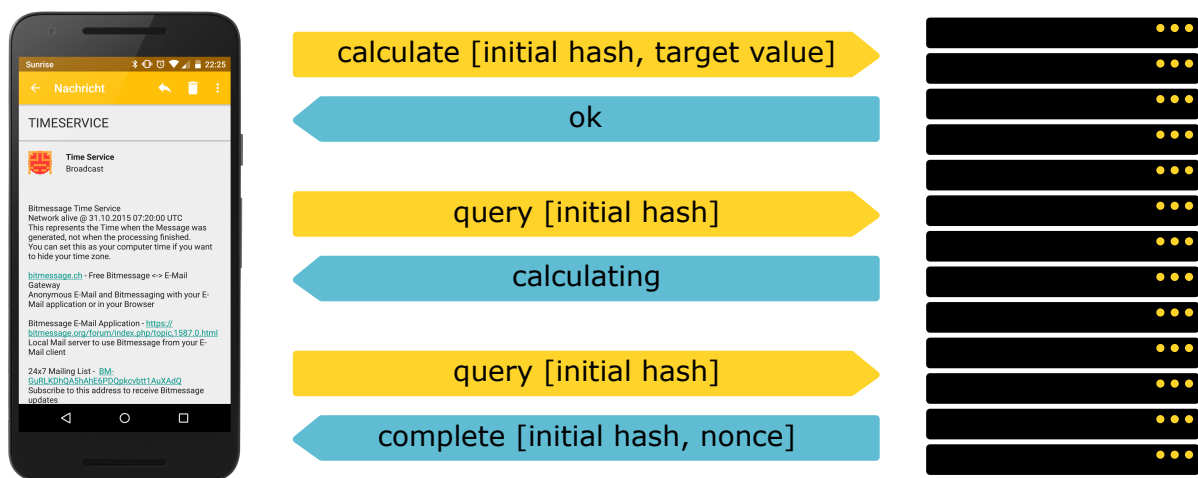 Sunrise 22:25
Nachricht
TIMESERVICE
Time Service
Broadcast
Bitmessage Time Service
Network alive @ 31.10.2015 07:20:00 UTC
This represents the Time when the Message was
generated, not when the processing finished.
You can set this as your computer time if you want
to hide your time zone.
bitmessage.ch - Free Bitmessage <-> E-Mail
Gateway
Anonymous E-Mail and Bitmessaging with your E-
Mail application or in your Browser
Bitmessage E-Mail Application - https://
bitmessage.org/forum/index.php/topic,1587.0.html
Local Mail server to use Bitmessage from your E-
Mail client
24x7 Mailing List - BM-
GuRLKDhQA5hAhE6PDQpkcvbtt1AuXAdQ
Subscribe to this address to receive Bitmessage
updates
calculate [initial hash, target value]
ok
query [initial hash]
calculating
query [initial hash]
complete [initial hash, nonce]